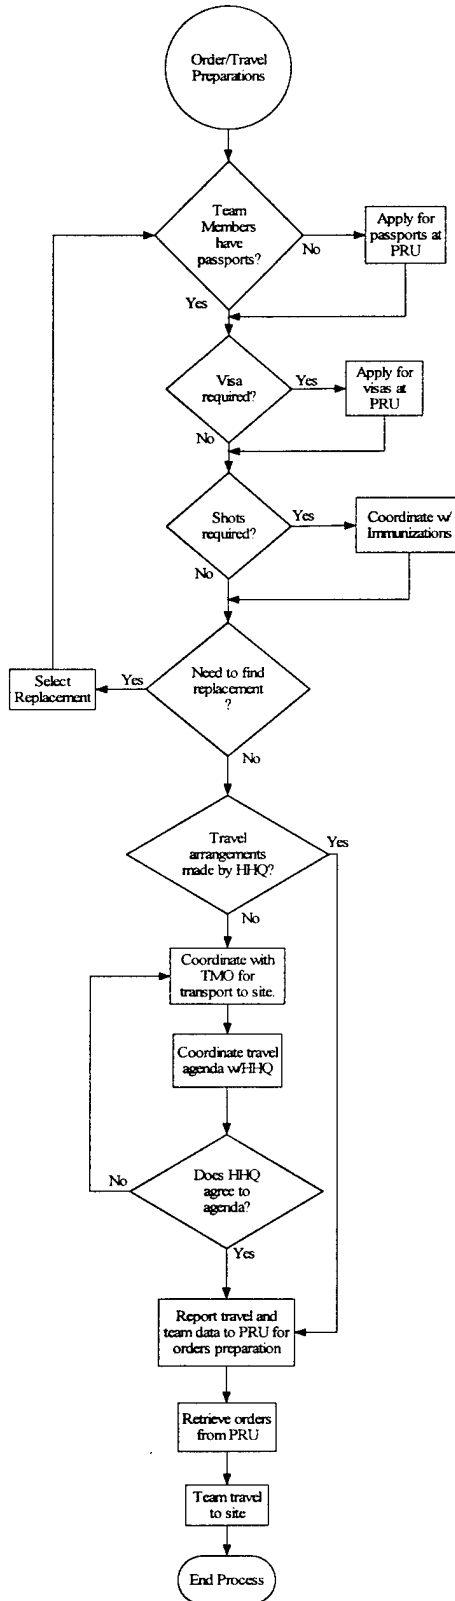 Order/Travel
Preparations
Team
Members
have
passports?
No
Apply for
passports at
PRU
Yes
Visa
required?
Yes
Apply for
visas at
PRU
No
Shots
required?
Yes
Coordinate w/
Immunizations
No
Need to find
replacement
?
Yes
Select
Replacement
No
Travel
arrangements
made by HHQ?
Yes
No
Coordinate with
TMO for
transport to site.
Coordinate travel
agenda w/HHQ
Does HHQ
agree to
agenda?
No
Yes
Report travel and
team data to PRU for
orders preparation
Retrieve orders
from PRU
Team travel
to site
End Process